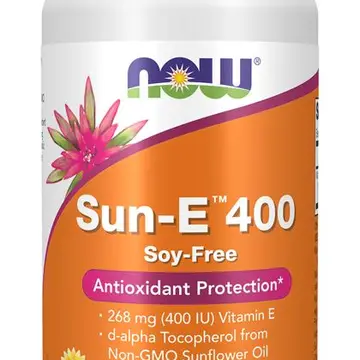 NOW
Sun-E™ 400
Soy-Free
Antioxidant Protection*
• 268 mg (400 IU) Vitamin E
• d-alpha Tocopherol from
Non-GMO Sunflower Oil